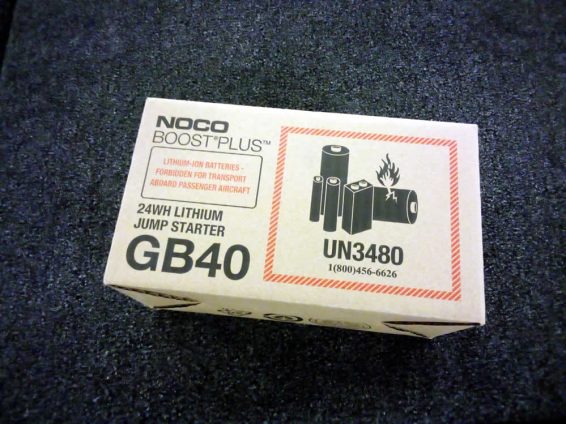 NOCO
BOOST®PLUS™
LITHIUM-ION BATTERIES -
FORBIDDEN FOR TRANSPORT
ABOARD PASSENGER AIRCRAFT
24WH LITHIUM
JUMP STARTER
GB40
UN3480
1(800)456-6626